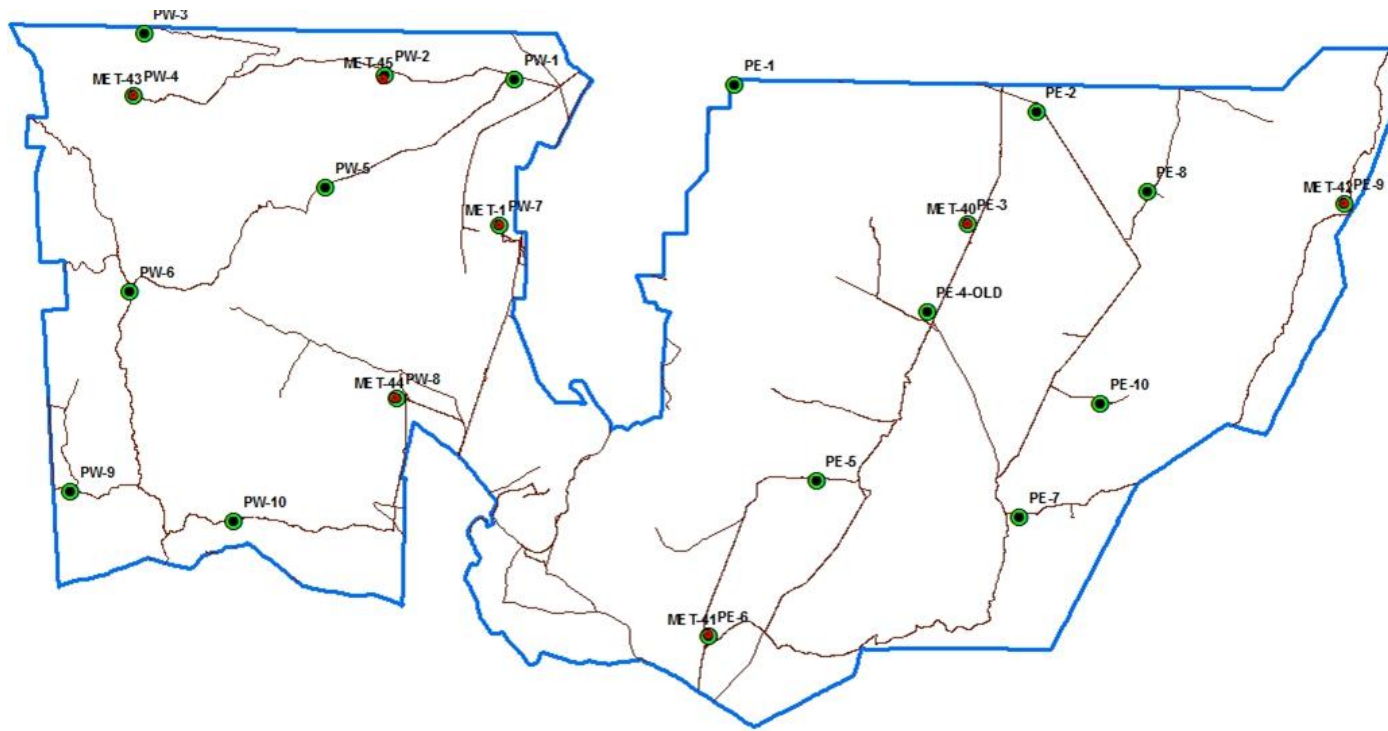 PW-3
MET-45 PW-2
PW-1
MET-43 PW-4
PE-1
PE-2
PW-5
PE-8
MET-42 PE-9
MET-1 PW-7
MET-40 PE-3
PW-6
PE-4-OLD
MET-44 PW-8
PE-10
PW-9
PE-5
PW-10
PE-7
MET-41 PE-6